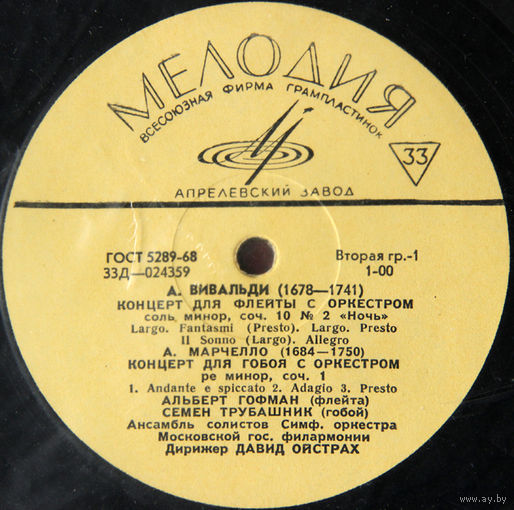 МЕЛОДИЯ
ВСЕСОЮЗНАЯ ФИРМА ГРАМПЛАСТИНОК
33
АПРЕЛЕВСКИЙ ЗАВОД
ГОСТ 5289-68 Вторая гр.-1
33Д—024359 1-00
А. ВИВАЛЬДИ (1678—1741)
КОНЦЕРТ ДЛЯ ФЛЕЙТЫ С ОРКЕСТРОМ
соль минор, соч. 10 № 2 «Ночь»
Largo. Fantasmi (Presto). Largo. Presto
Il Sonno (Largo). Allegro
А. МАРЧЕЛЛО (1684—1750)
КОНЦЕРТ ДЛЯ ГОБОЯ С ОРКЕСТРОМ
ре минор, соч. 1
1. Andante e spiccato 2. Adagio 3. Presto
АЛЬБЕРТ ГОФМАН (флейта)
СЕМЕН ТРУБАШНИК (гобой)
Ансамбль солистов Симф. оркестра
Московской гос. филармонии
Дирижер ДАВИД ОЙСТРАХ
www.ay.by